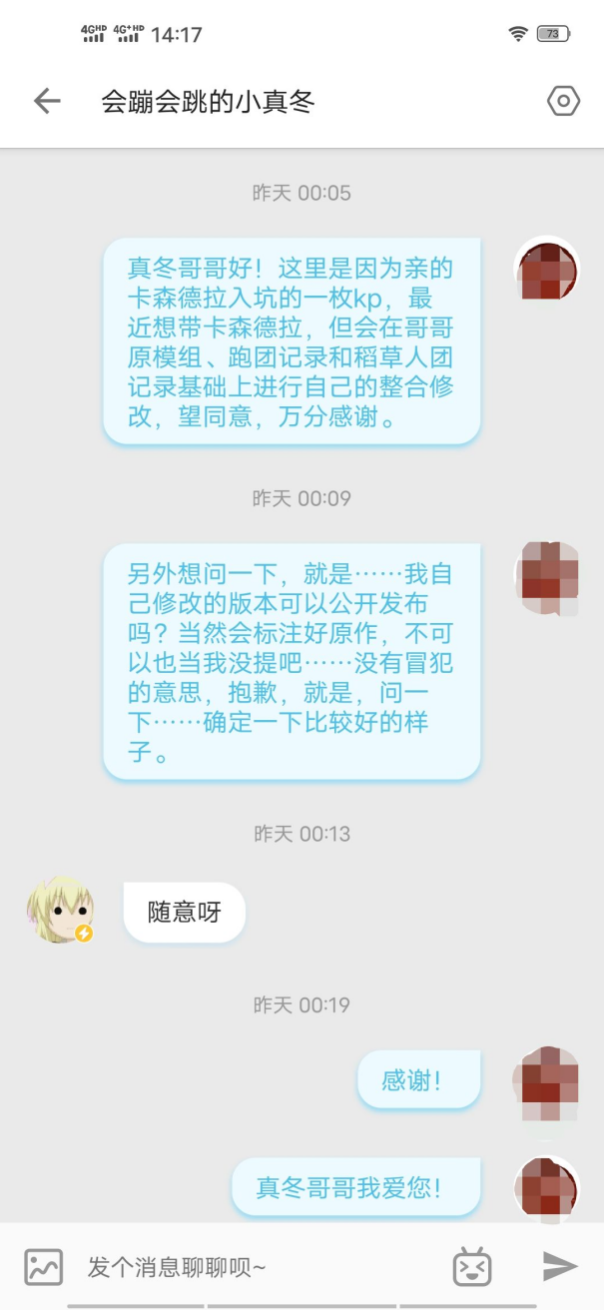 4GHD 4G+HD 14:17 73
会蹦会跳的小真冬
昨天 00:05
真冬哥哥好！这里是因为亲的
卡森德拉入坑的一枚kp，最
近想带卡森德拉，但会在哥哥
原模组、跑团记录和稻草人团
记录基础上进行自己的整合修
改，望同意，万分感谢。
昨天 00:09
另外想问一下，就是……我自
己修改的版本可以公开发布
吗？当然会标注好原作，不可
以也当我没提吧……没有冒犯
的意思，抱歉，就是，问一
下……确定一下比较好的样
子。
昨天 00:13
随意呀
昨天 00:19
感谢！
真冬哥哥我爱您！
发个消息聊聊呗~